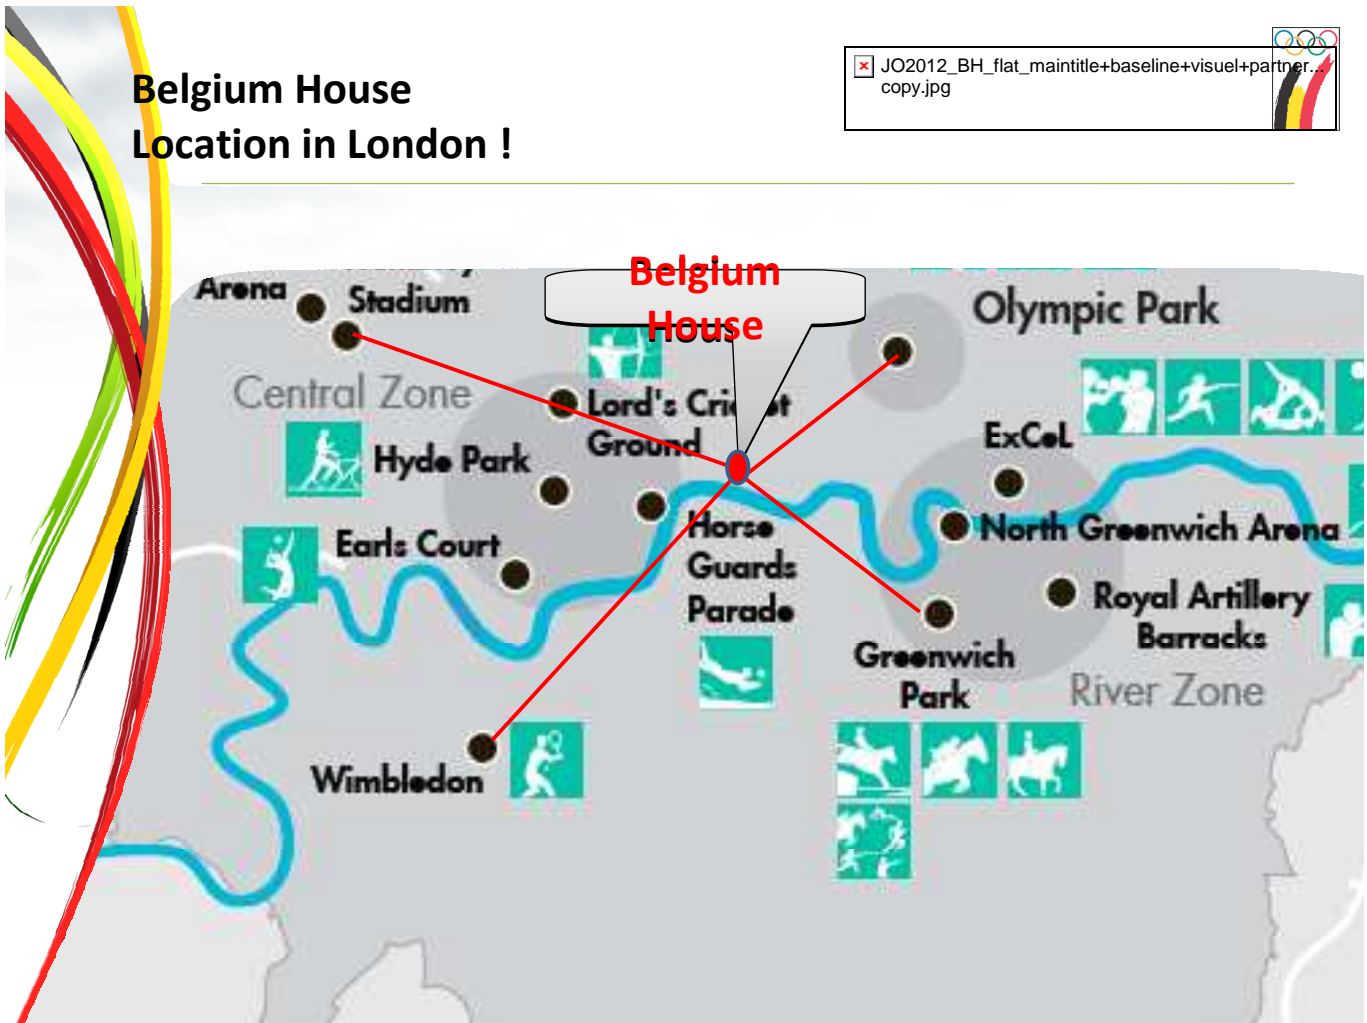 Belgium House
Location in London !
JO2012_BH_flat_maintitle+baseline+visuel+partner...
copy.jpg
Belgium
House
Arena
Stadium
Olympic Park
Central Zone
Lord's Cricket
Ground
Hyde Park
ExCeL
Earls Court
Horse
Guards
Parade
North Greenwich Arena
Royal Artillery
Barracks
Greenwich
Park
River Zone
Wimbledon